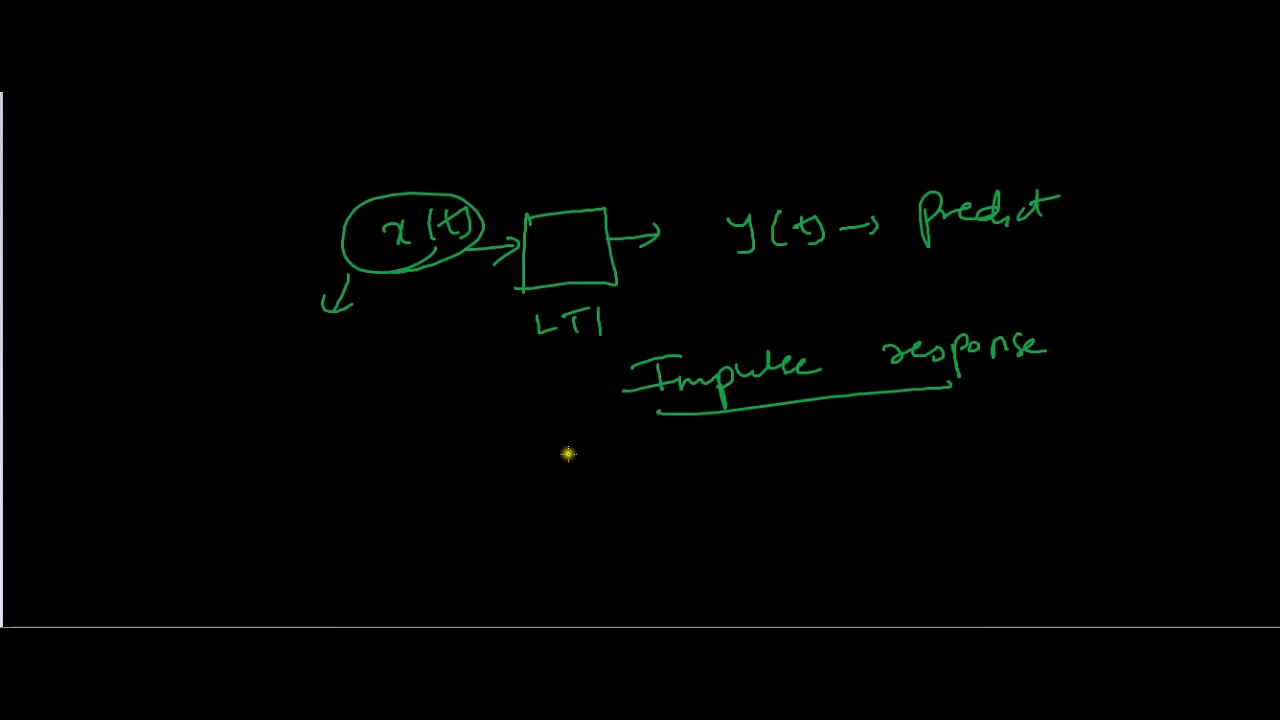 x(t) → □ → y(t) → Predict
LTI
Impulse response